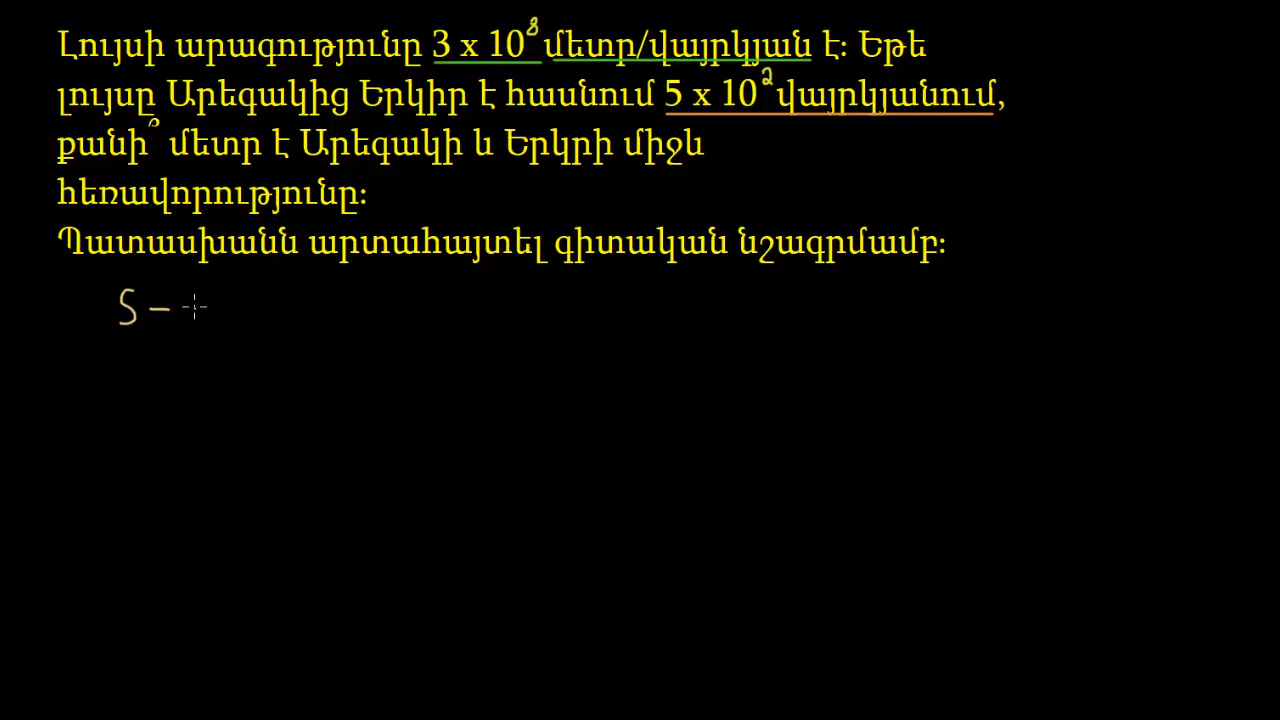 Լույսի արագությունը 3 x 10⁸ մետր/վայրկյան է: Եթե
լույսը Արեգակից Երկիր է հասնում 5 x 10² վայրկյանում,
քանի՞ մետր է Արեգակի և Երկրի միջև
հեռավորությունը:
Պատասխանն արտահայտել գիտական նշագրմամբ:
S –